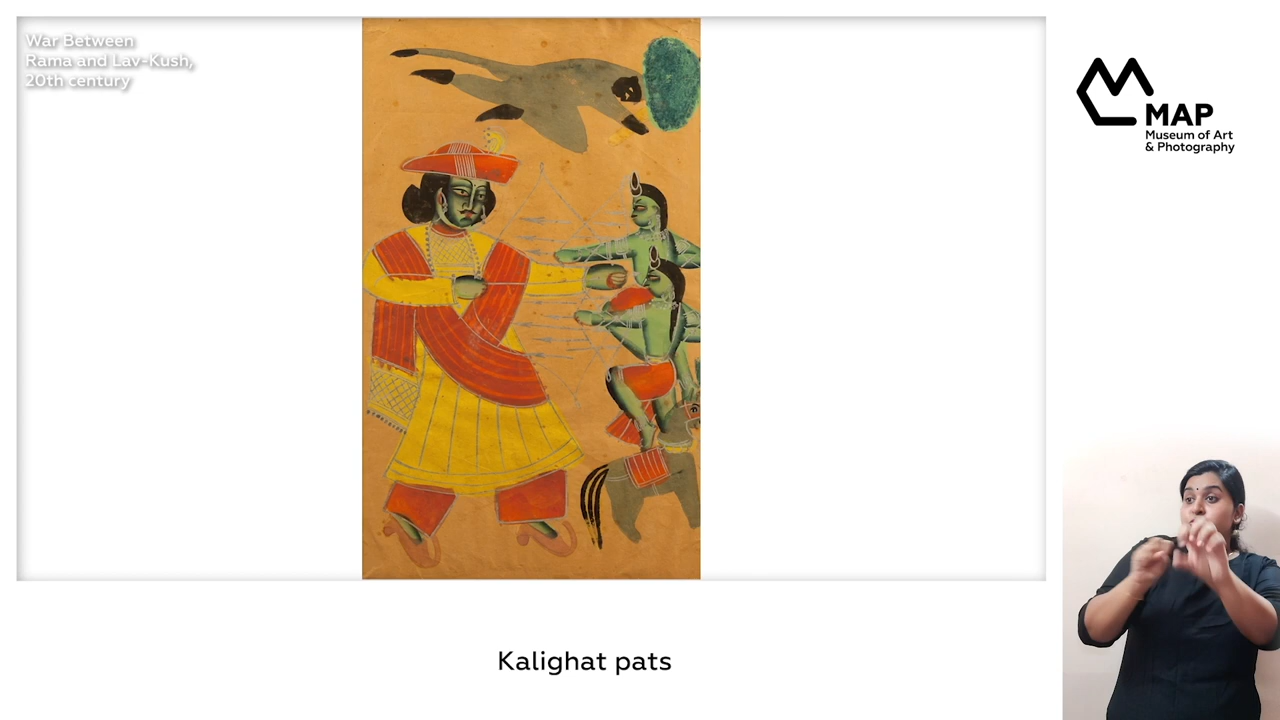 War Between
Rama and Lav-Kush,
20th century
MAP
Museum of Art
& Photography
Kalighat pats